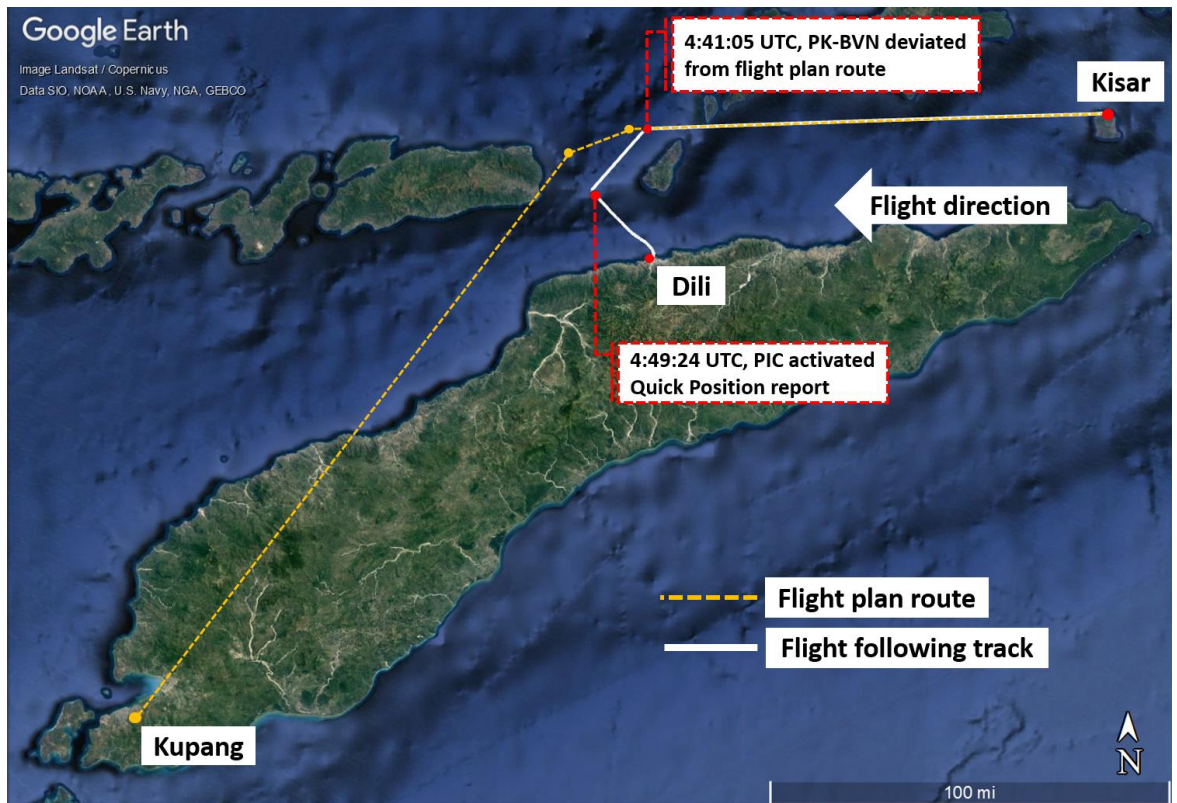 Google Earth
Image Landsat / Copernicus
Data SIO, NOAA, U.S. Navy, NGA, GEBCO
4:41:05 UTC, PK-BVN deviated
from flight plan route
Kisar
Flight direction
Dili
4:49:24 UTC, PIC activated
Quick Position report
Flight plan route
Flight following track
Kupang
N
100 mi